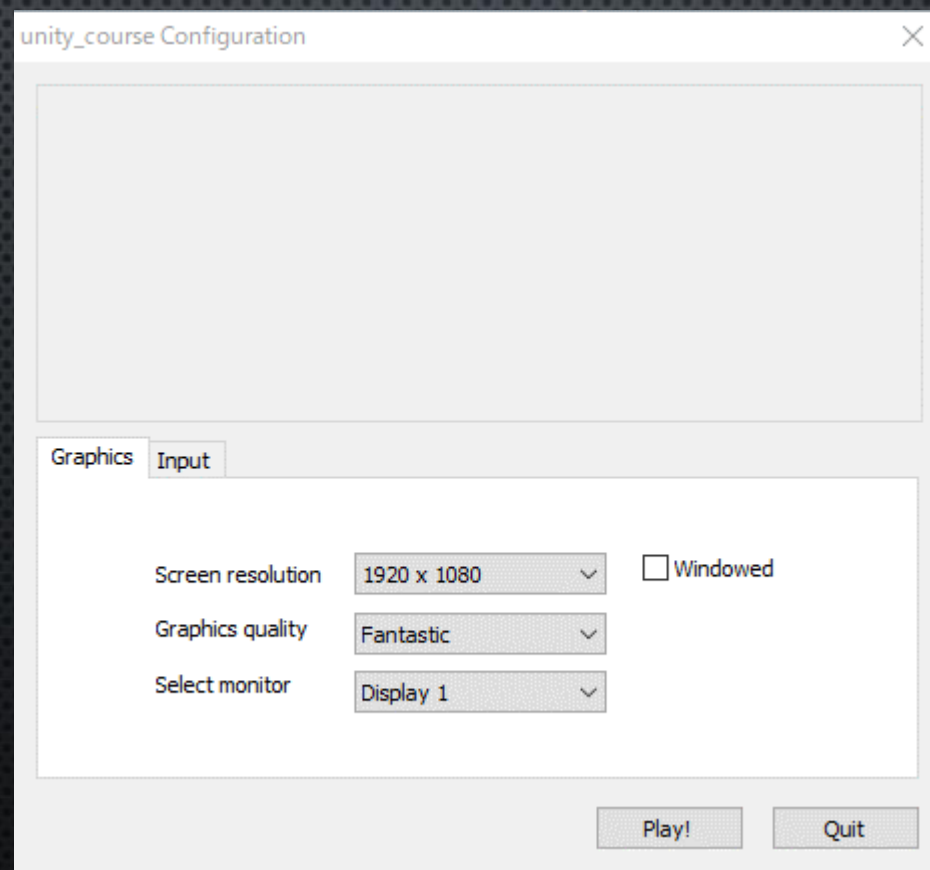 unity_course Configuration
Graphics Input
Screen resolution 1920 x 1080 Windowed
Graphics quality Fantastic
Select monitor Display 1
Play! Quit